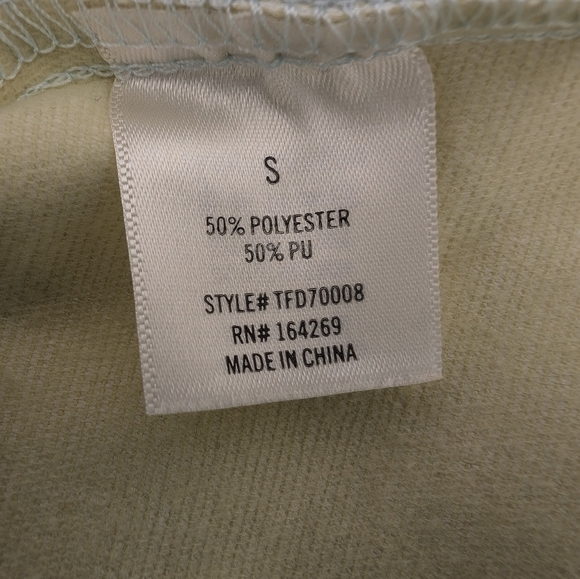 S
50% POLYESTER
50% PU
STYLE# TFD70008
RN# 164269
MADE IN CHINA